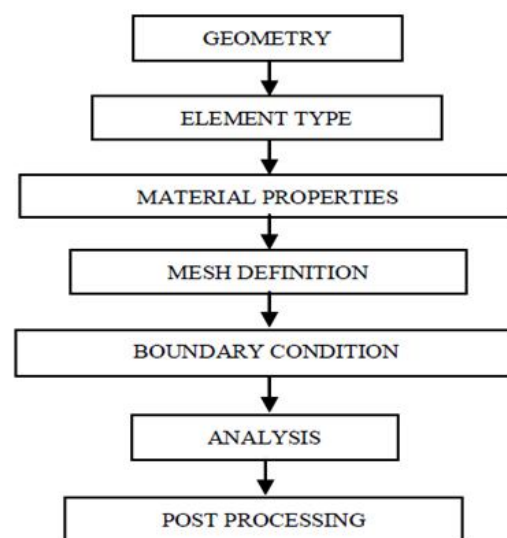 GEOMETRY
ELEMENT TYPE
MATERIAL PROPERTIES
MESH DEFINITION
BOUNDARY CONDITION
ANALYSIS
POST PROCESSING